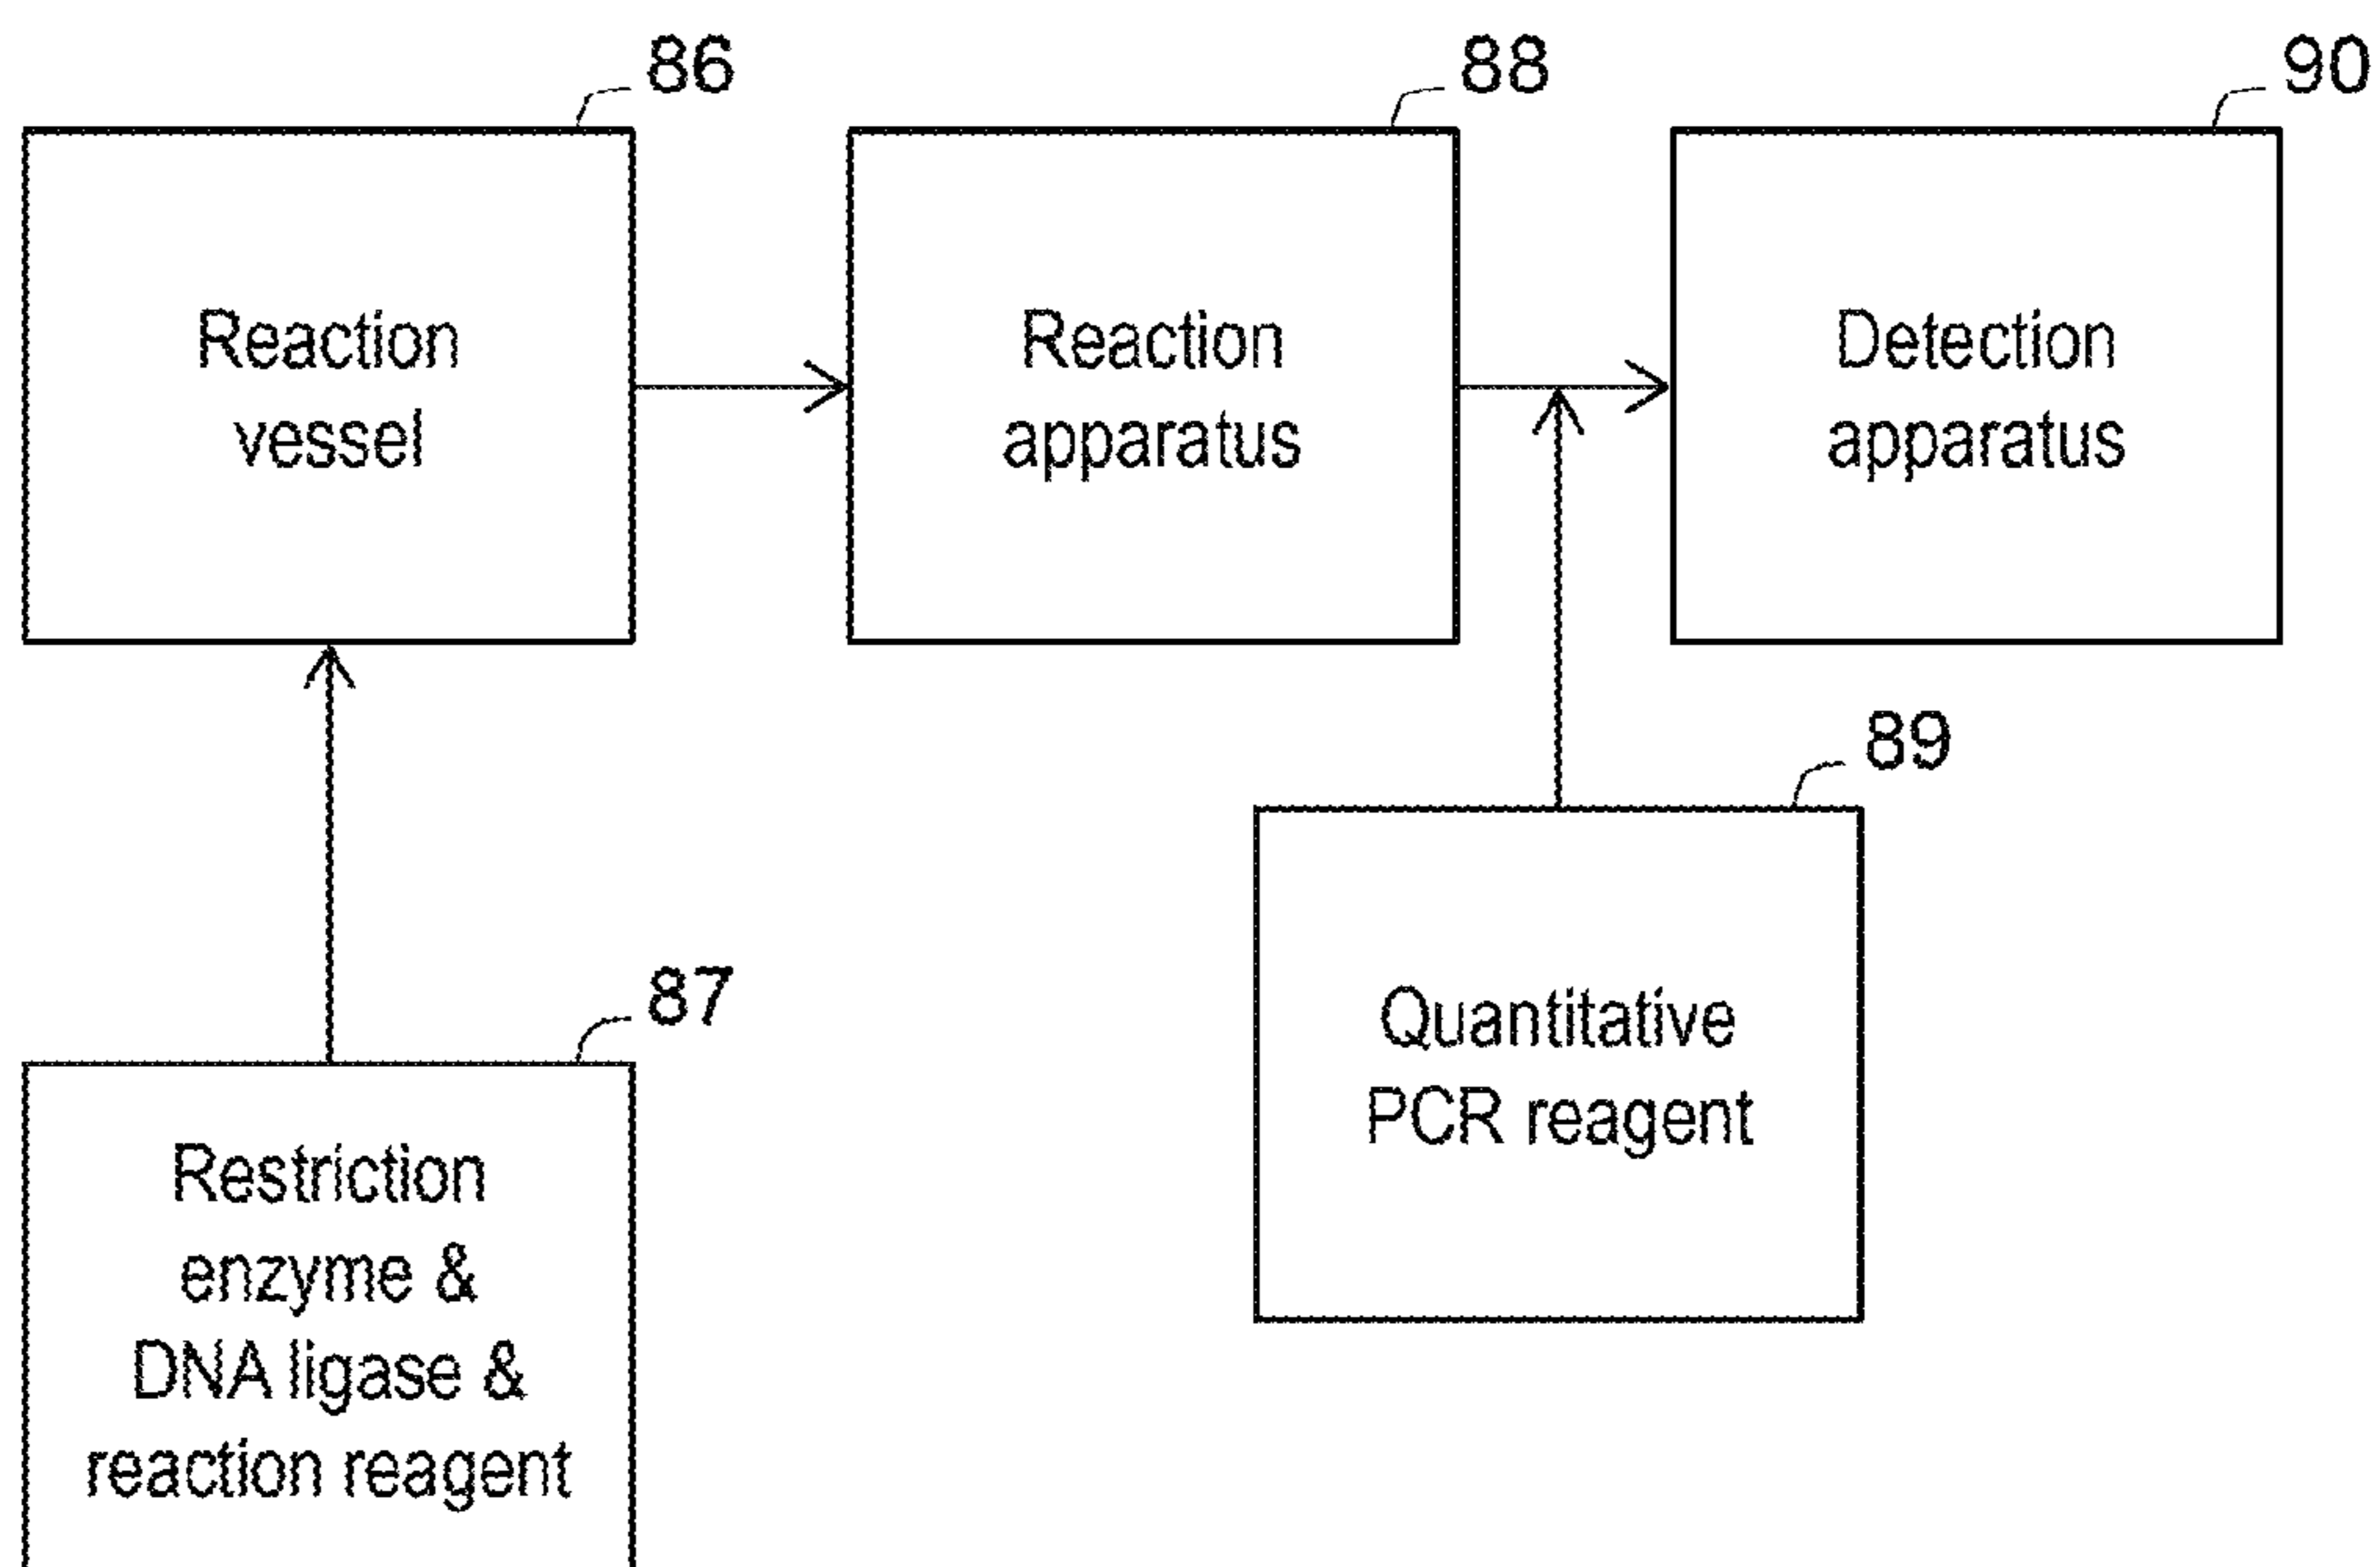 86
88
90
Reaction
vessel
Reaction
apparatus
Detection
apparatus
89
Quantitative
PCR reagent
87
Restriction
enzyme &
DNA ligase &
reaction reagent